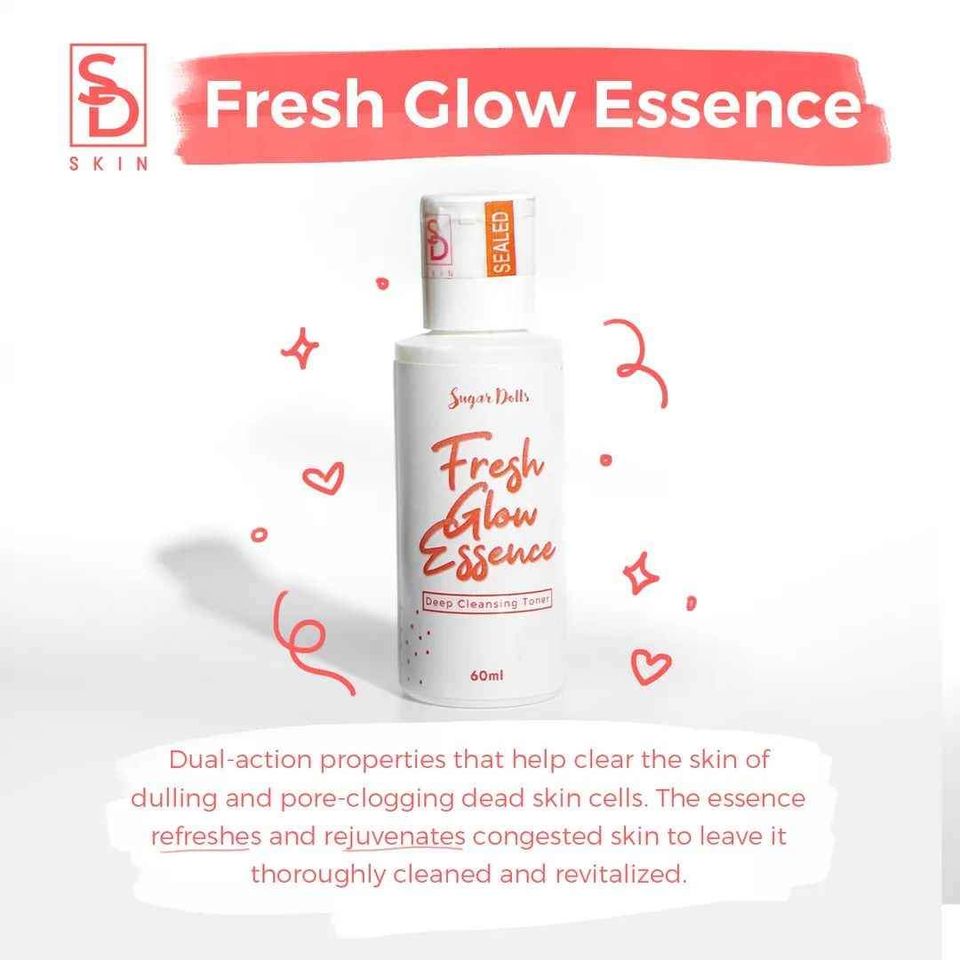 SD
SKIN
Fresh Glow Essence
SD
SKIN
SEALED
Sugar Dolls
Fresh
Glow
Essence
Deep Cleansing Toner
60ml
Dual-action properties that help clear the skin of
dulling and pore-clogging dead skin cells. The essence
refreshes and rejuvenates congested skin to leave it
thoroughly cleaned and revitalized.